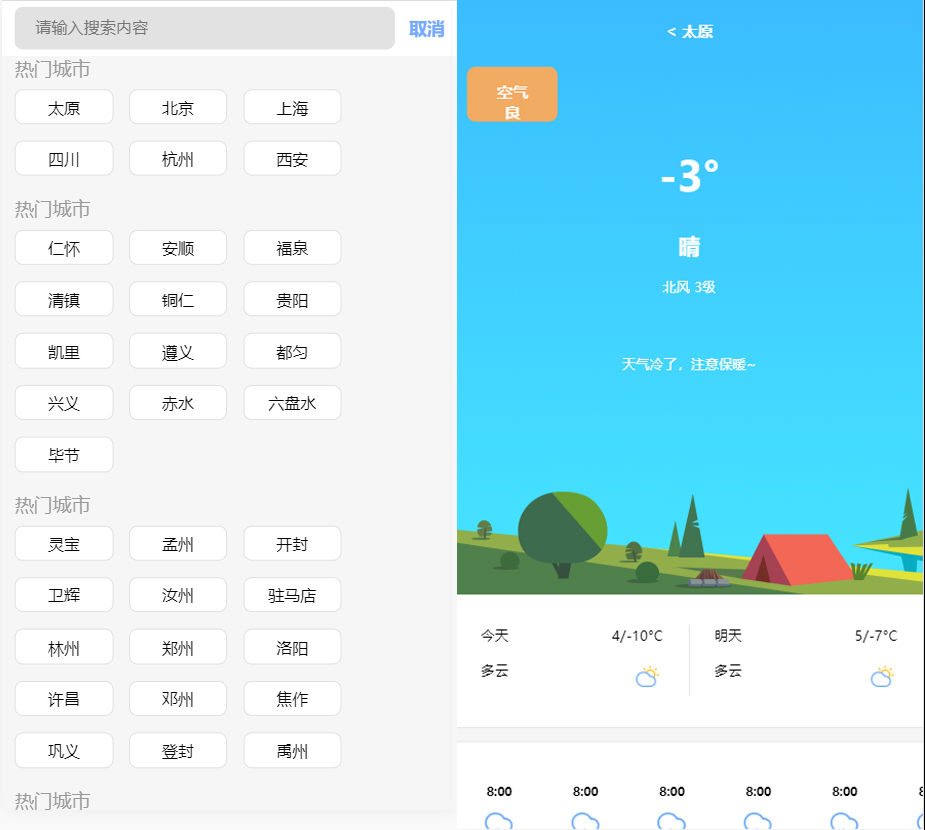 请输入搜索内容 取消
热门城市
太原 北京 上海
四川 杭州 西安
热门城市
仁怀 安顺 福泉
清镇 铜仁 贵阳
凯里 遵义 都匀
兴义 赤水 六盘水
毕节
热门城市
灵宝 孟州 开封
卫辉 汝州 驻马店
林州 郑州 洛阳
许昌 邓州 焦作
巩义 登封 禹州
热门城市
< 太原
空气
良
-3°
晴
北风 3级
天气冷了，注意保暖~
今天 4/-10°C 明天 5/-7°C
多云 多云
8:00 8:00 8:00 8:00 8:00